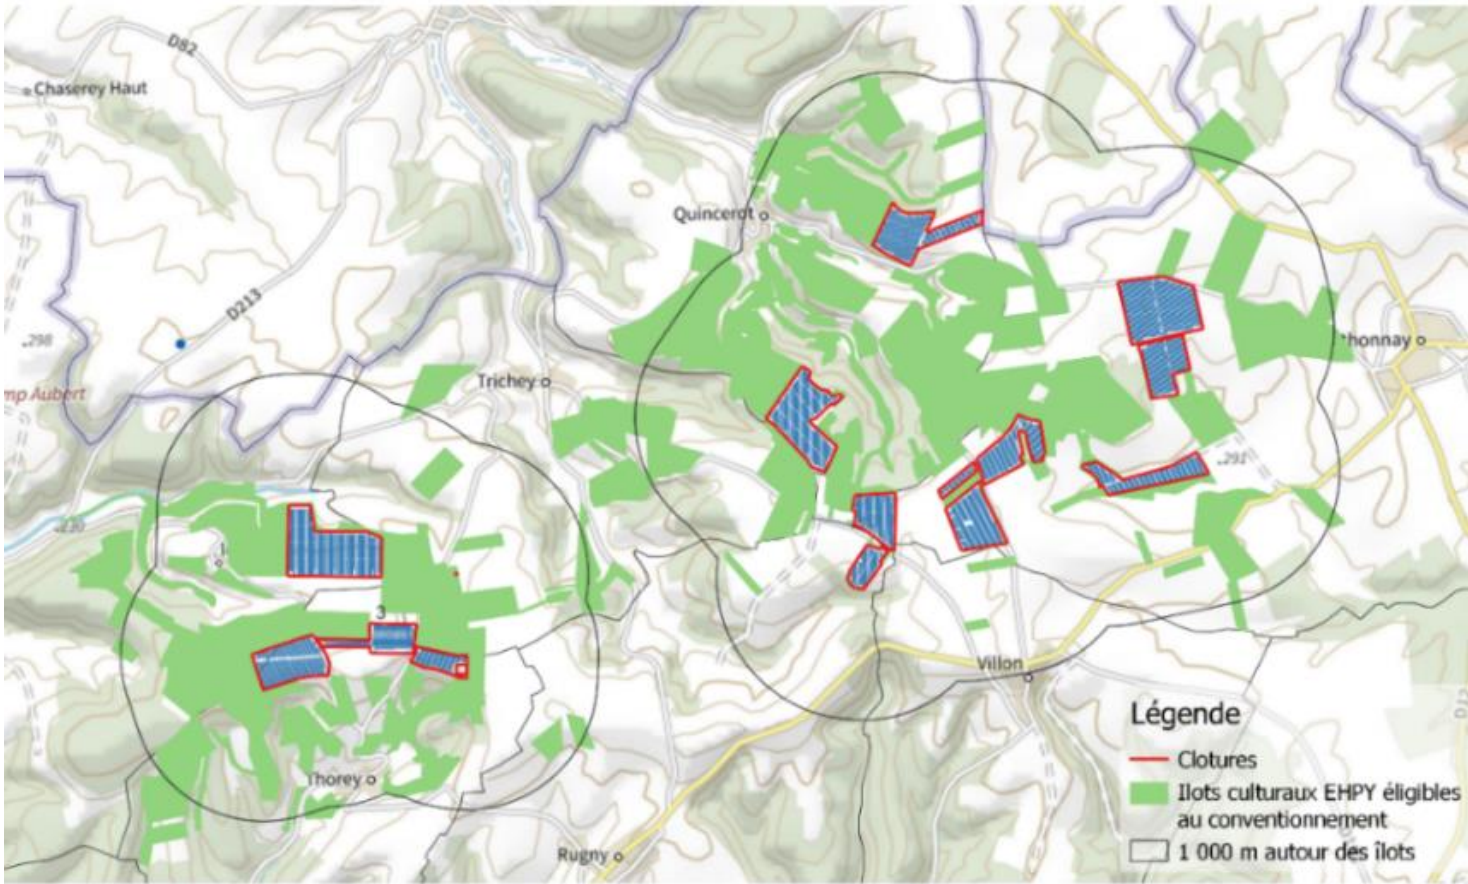 D82
Chaserey Haut
Quincerot
D213
298
honnay
Trichey
mp Aubert
291
230
1
3
Villon
Légende
Clotures
Ilots culturaux EHPY éligibles
au conventionnement
1 000 m autour des îlots
Thorey
Rugny